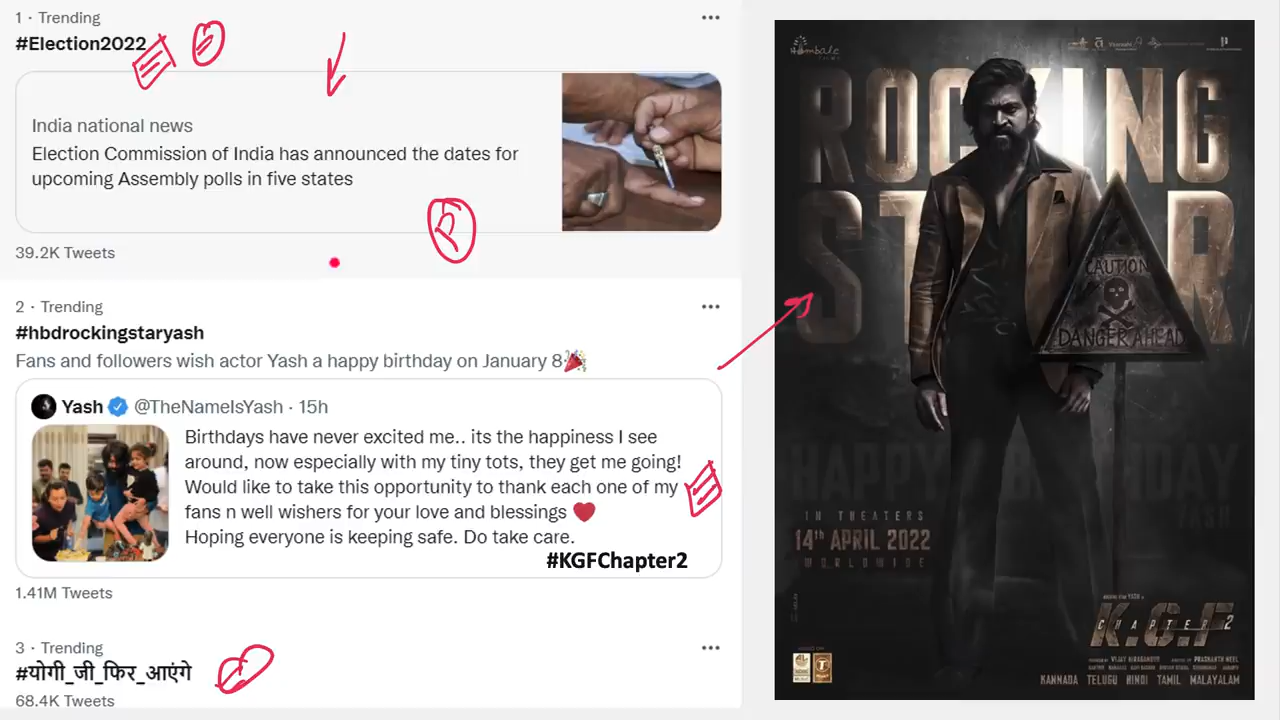 1 · Trending
#Election2022
India national news
Election Commission of India has announced the dates for
upcoming Assembly polls in five states
39.2K Tweets
2 · Trending
#hbdrockingstaryash
Fans and followers wish actor Yash a happy birthday on January 8
Yash @TheNameIsYash · 15h
Birthdays have never excited me.. its the happiness I see
around, now especially with my tiny tots, they get me going!
Would like to take this opportunity to thank each one of my
fans n well wishers for your love and blessings
Hoping everyone is keeping safe. Do take care.
#KGFChapter2
1.41M Tweets
3 · Trending
#योगी_जी_फिर_आएंगे
68.4K Tweets
Hombale
FILMS
ROCKING
STAR
CAUTION
DANGER AHEAD
HAPPY BIRTHDAY
YASH
IN THEATERS
14th APRIL 2022
WORLDWIDE
K.G.F
CHAPTER 2
VIJAY KIRAGANDUR
PRASHANTH NEEL
KANNADA TELUGU HINDI TAMIL MALAYALAM